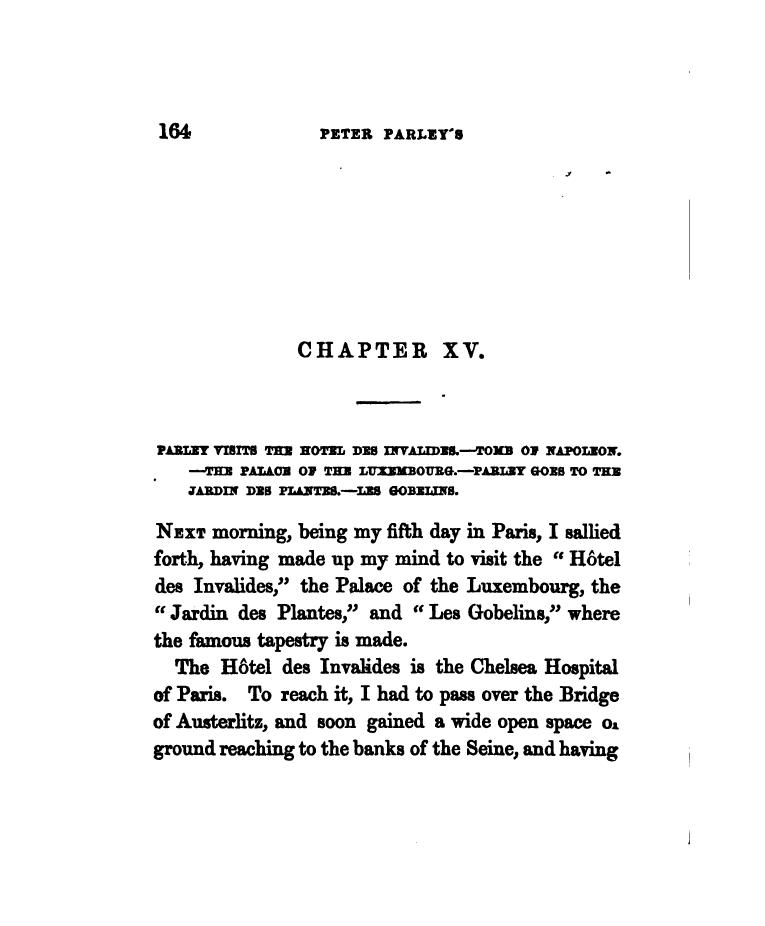 164 PETER PARLEY'S
CHAPTER XV.
PARLEY VISITS THE HOTEL DES INVALIDES.—TOMB OF NAPOLEON.
—THE PALACE OF THE LUXEMBOURG.—PARLEY GOES TO THE
JARDIN DES PLANTES.—LES GOBELINS.
NEXT morning, being my fifth day in Paris, I sallied
forth, having made up my mind to visit the “ Hôtel
des Invalides,” the Palace of the Luxembourg, the
“ Jardin des Plantes,” and “ Les Gobelins,” where
the famous tapestry is made.
The Hôtel des Invalides is the Chelsea Hospital
of Paris. To reach it, I had to pass over the Bridge
of Austerlitz, and soon gained a wide open space
ground reaching to the banks of the Seine, and having